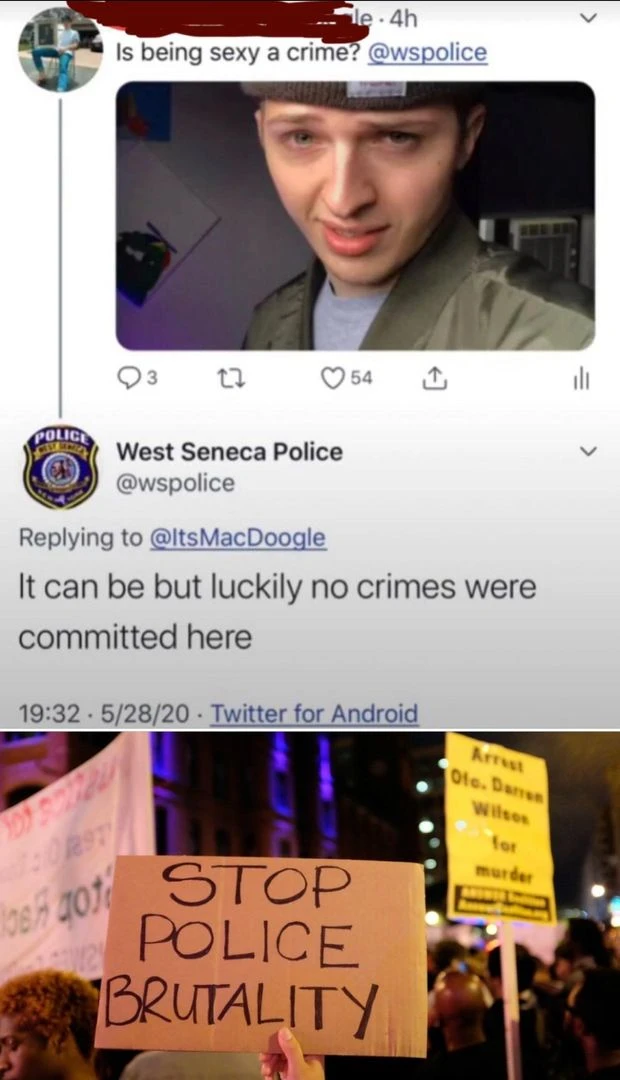 le · 4h
Is being sexy a crime? @wspolice
3
54
POLICE
WEST SENECA
West Seneca Police
@wspolice
Replying to @ItsMacDoogle
It can be but luckily no crimes were
committed here
19:32 · 5/28/20 · Twitter for Android
Arrest
Ofc. Darren
Wilson
for
murder
STOP
POLICE
BRUTALITY